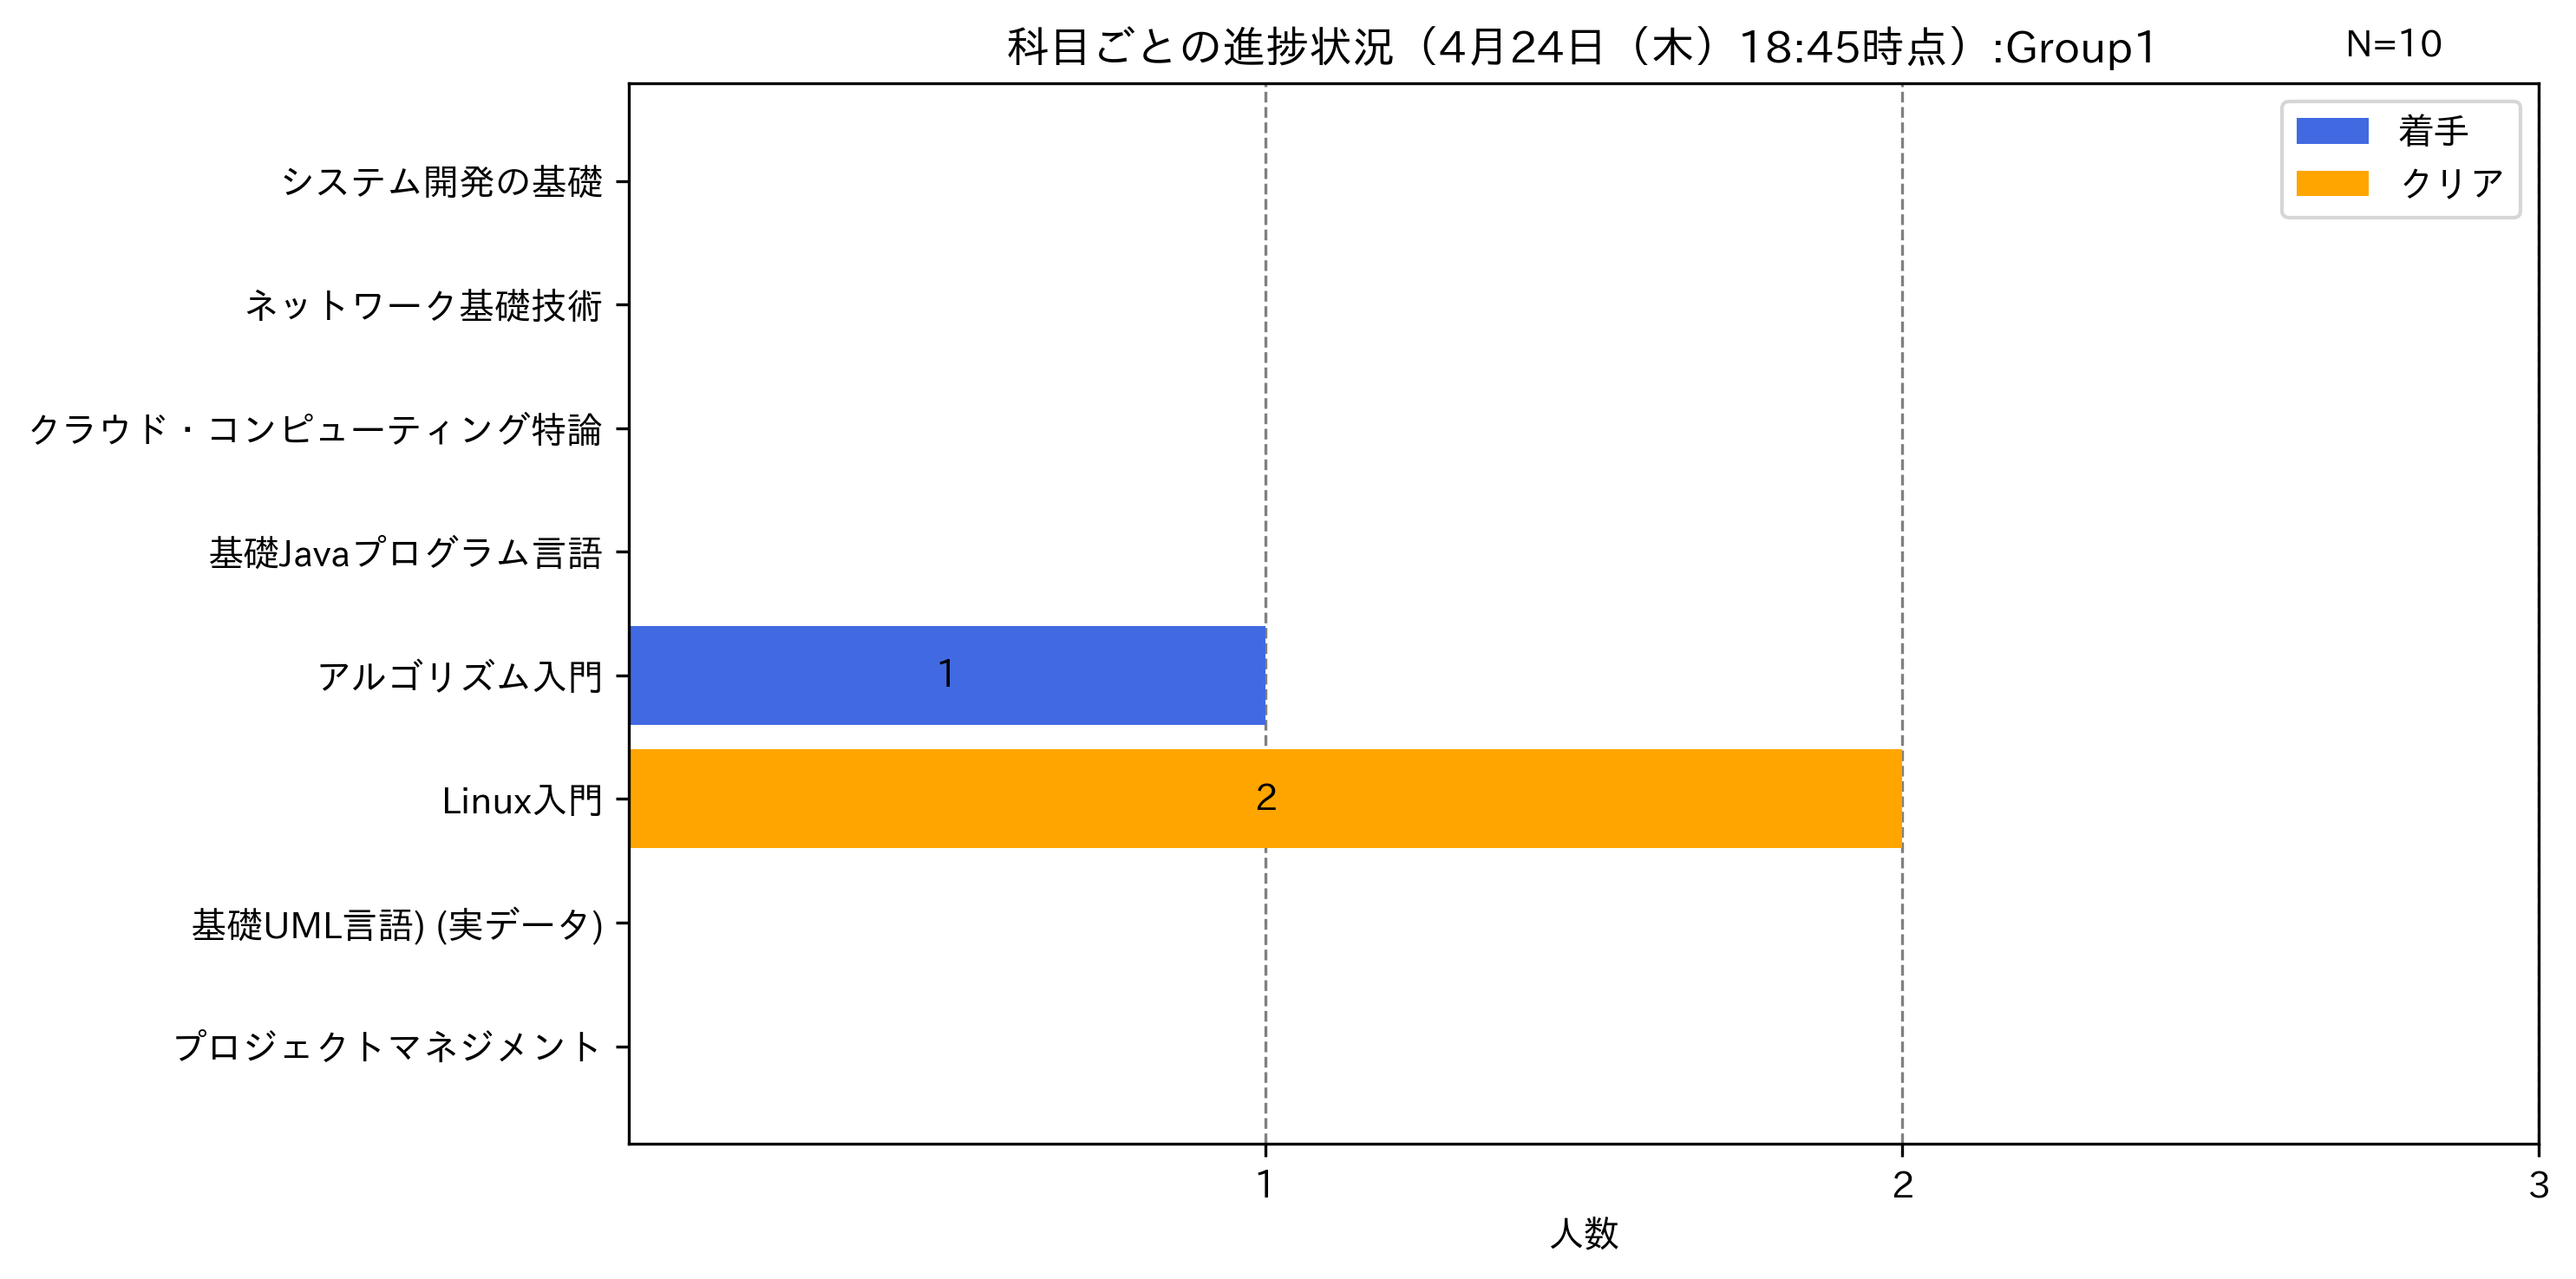 科目ごとの進捗状況（4月24日（木）18:45時点）:Group1
N=10
着手
クリア
システム開発の基礎
ネットワーク基礎技術
クラウド・コンピューティング特論
基礎Javaプログラム言語
アルゴリズム入門
1
Linux入門
2
基礎UML言語) (実データ)
プロジェクトマネジメント
1
2
3
人数